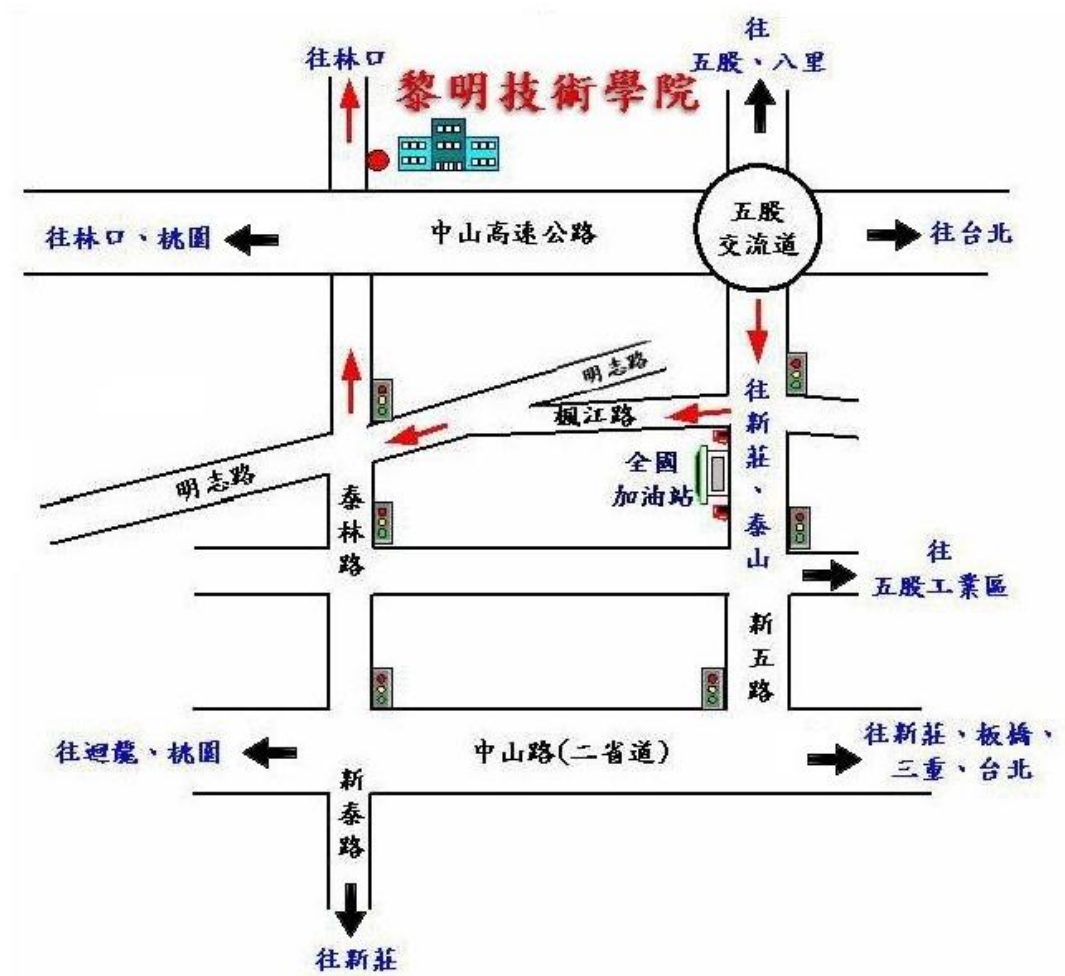 往
五股、八里
往林口
黎明技術學院
往林口、桃園
中山高速公路
五股
交流道
往台北
明志路
楓江路
往新莊、泰山
全國
加油站
明志路
泰林路
往
五股工業區
新五路
往迴龍、桃園
中山路(二省道)
往新莊、板橋、
三重、台北
新泰路
往新莊